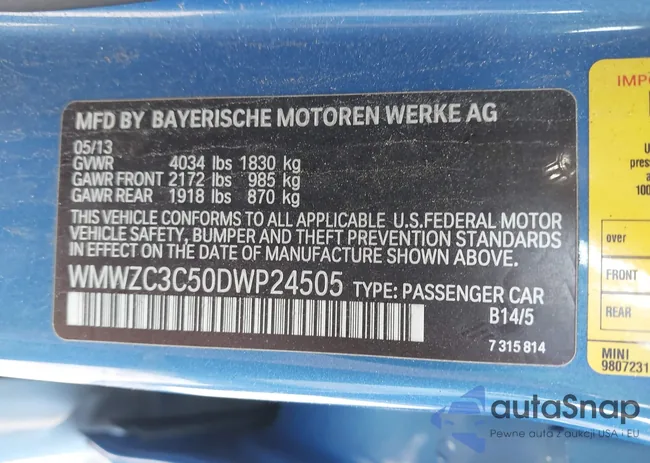 MFD BY BAYERISCHE MOTOREN WERKE AG
05/13
GVWR 4034 lbs 1830 kg
GAWR FRONT 2172 lbs 985 kg
GAWR REAR 1918 lbs 870 kg
THIS VEHICLE CONFORMS TO ALL APPLICABLE U.S.FEDERAL MOTOR
VEHICLE SAFETY, BUMPER AND THEFT PREVENTION STANDARDS
IN EFFECT ON THE DATE OF MANUFACTURE SHOWN ABOVE.
WMWZC3C50DWP24505 TYPE: PASSENGER CAR
B14/5
7 315 814
over
FRONT
REAR
MINI
autaSnap
Pewne auta z aukcji USA i EU